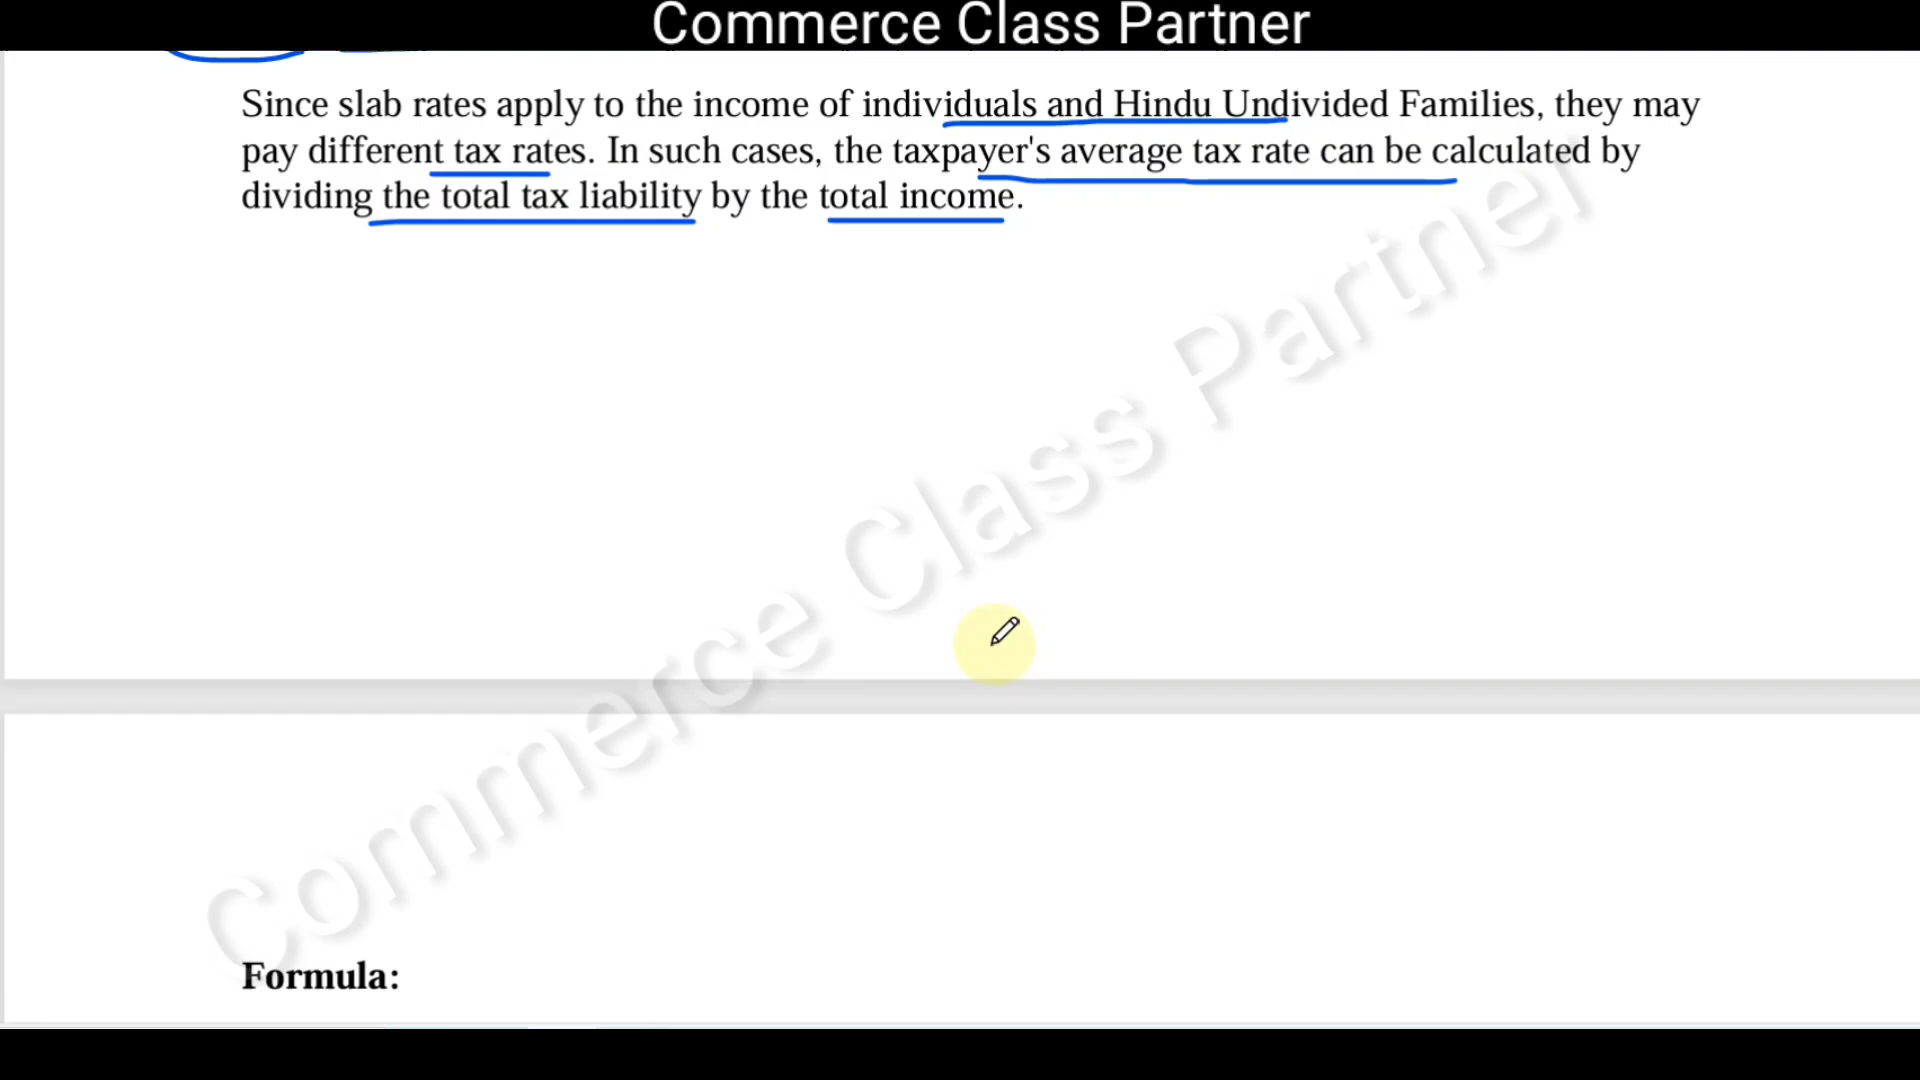 Commerce Class Partner
Since slab rates apply to the income of individuals and Hindu Undivided Families, they may
pay different tax rates. In such cases, the taxpayer's average tax rate can be calculated by
dividing the total tax liability by the total income.
Commerce Class Partner
Formula: